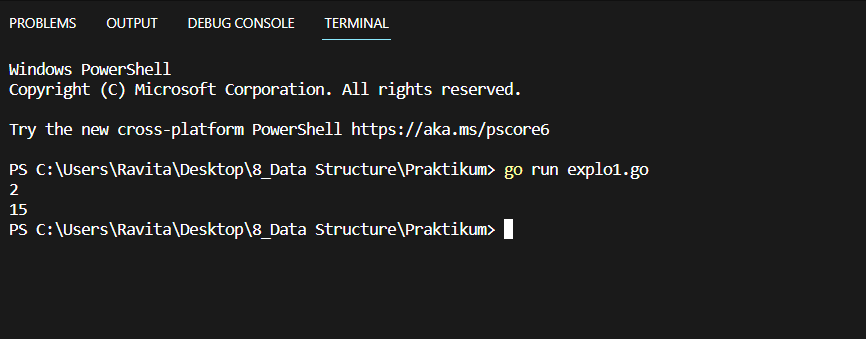 PROBLEMS OUTPUT DEBUG CONSOLE TERMINAL
Windows PowerShell
Copyright (C) Microsoft Corporation. All rights reserved.
Try the new cross-platform PowerShell https://aka.ms/pscore6
PS C:\Users\Ravita\Desktop\8_Data Structure\Praktikum> go run explo1.go
2
15
PS C:\Users\Ravita\Desktop\8_Data Structure\Praktikum>